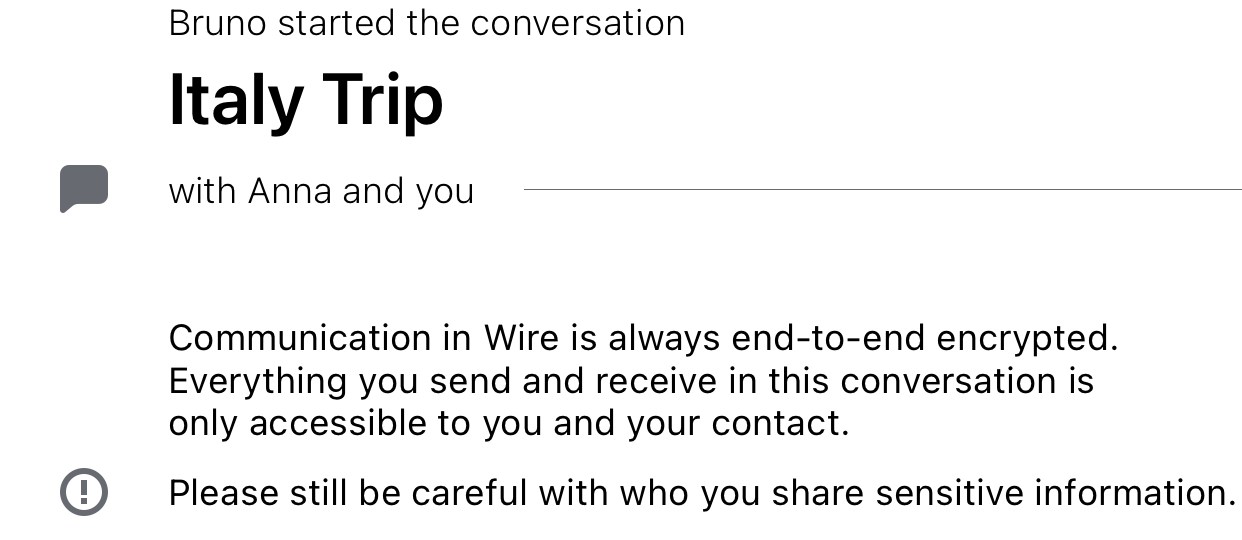 Bruno started the conversation
Italy Trip
with Anna and you
Communication in Wire is always end-to-end encrypted.
Everything you send and receive in this conversation is
only accessible to you and your contact.
Please still be careful with who you share sensitive information.